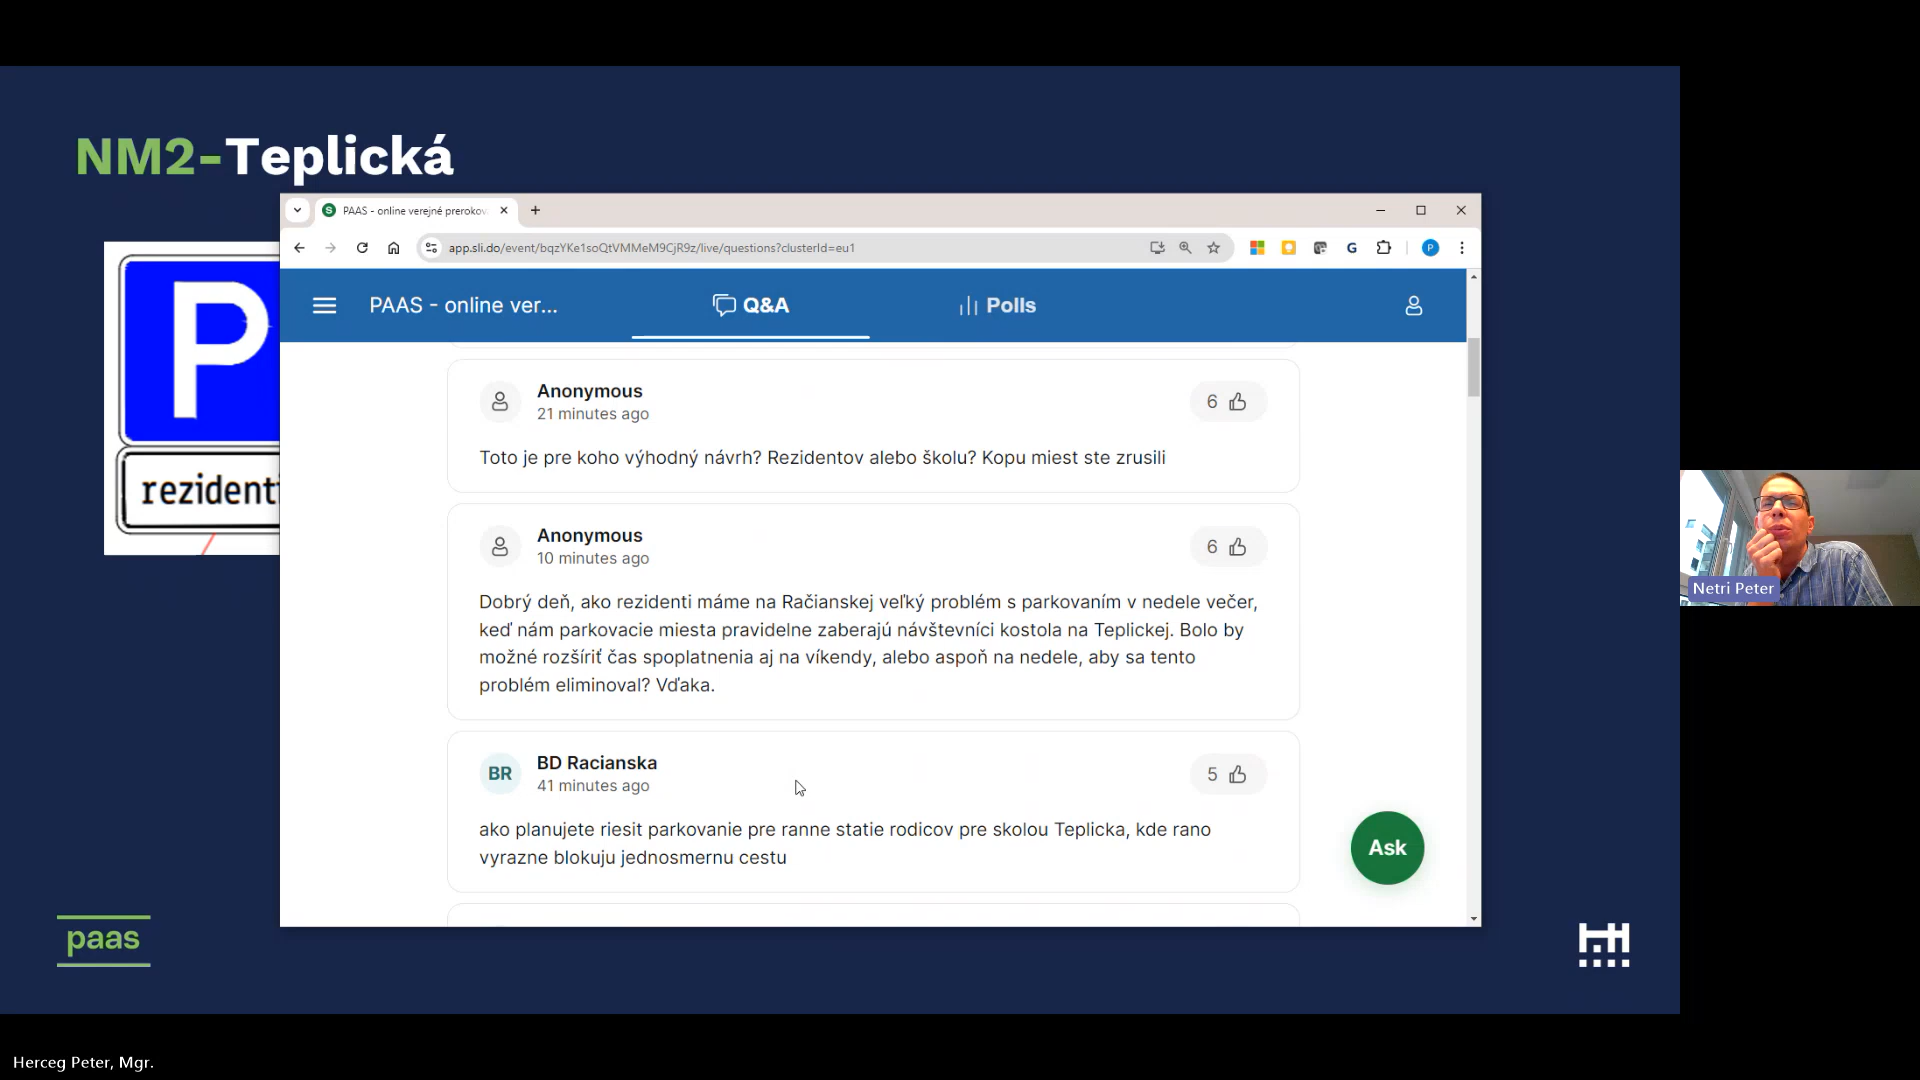 NM2-Teplická
P
rezidenti
PAAS - online verejné prerokov
app.sli.do/event/bqzYKe1soQtVMMeM9CjR9z/live/questions?clusterId=eu1
G
P
PAAS - online ver...
Q&A
Polls
Anonymous
21 minutes ago
6
Toto je pre koho výhodný návrh? Rezidentov alebo školu? Kopu miest ste zrusili
Anonymous
10 minutes ago
6
Dobrý deň, ako rezidenti máme na Račianskej veľký problém s parkovaním v nedele večer,
keď nám parkovacie miesta pravidelne zaberajú návštevníci kostola na Teplickej. Bolo by
možné rozšíriť čas spoplatnenia aj na víkendy, alebo aspoň na nedele, aby sa tento
problém eliminoval? Vďaka.
BR
BD Racianska
41 minutes ago
5
ako planujete riesit parkovanie pre ranne statie rodicov pre skolou Teplicka, kde rano
vyrazne blokuju jednosmernu cestu
Ask
paas
Netri Peter
Herceg Peter, Mgr.